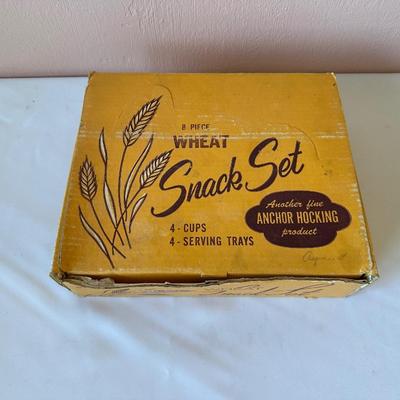 8 PIECE
WHEAT
Snack Set
4 - CUPS
4 - SERVING TRAYS
Another fine
ANCHOR HOCKING
product